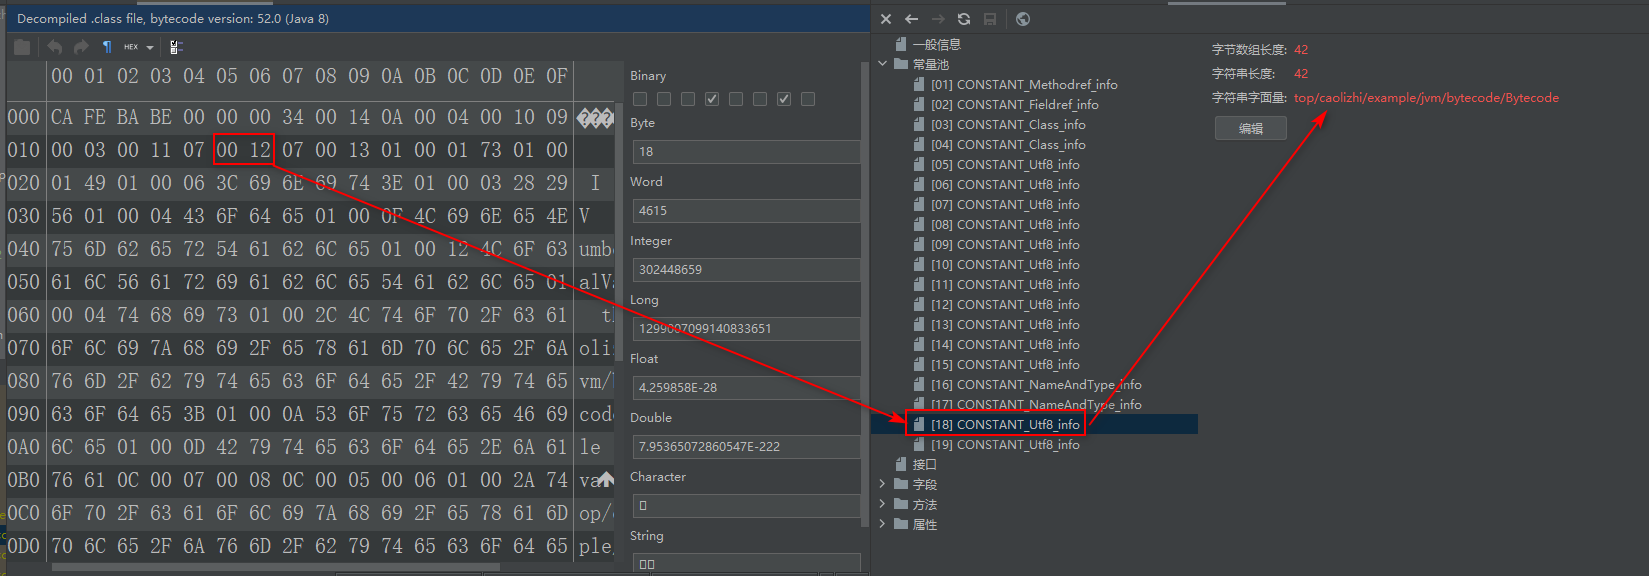 Decompiled .class file, bytecode version: 52.0 (Java 8)
HEX
00 01 02 03 04 05 06 07 08 09 0A 0B 0C 0D 0E 0F
000 CA FE BA BE 00 00 00 34 00 14 0A 00 04 00 10 09
010 00 03 00 11 07 00 12 07 00 13 01 00 01 73 01 00
020 01 49 01 00 06 3C 69 6E 69 74 3E 01 00 03 28 29 I
030 56 01 00 04 43 6F 64 65 01 00 0F 4C 69 6E 65 4E V
040 75 6D 62 65 72 54 61 62 6C 65 01 00 12 4C 6F 63 umbe
050 61 6C 56 61 72 69 61 62 6C 65 54 61 62 6C 65 01 alVa
060 00 04 74 68 69 73 01 00 2C 4C 74 6F 70 2F 63 61 th
070 6F 6C 69 7A 68 69 2F 65 78 61 6D 70 6C 65 2F 6A oliz
080 76 6D 2F 62 79 74 65 63 6F 64 65 2F 42 79 74 65 vm/b
090 63 6F 64 65 3B 01 00 0A 53 6F 75 72 63 65 46 69 code
0A0 6C 65 01 00 0D 42 79 74 65 63 6F 64 65 2E 6A 61 le
0B0 76 61 0C 00 07 00 08 0C 00 05 00 06 01 00 2A 74 va
0C0 6F 70 2F 63 61 6F 6C 69 7A 68 69 2F 65 78 61 6D op/c
0D0 70 6C 65 2F 6A 76 6D 2F 62 79 74 65 63 6F 64 65 ple/
Binary
Byte
18
Word
4615
Integer
302448659
Long
1299007099140833651
Float
4.259858E-28
Double
7.95365072860547E-222
Character
String
一般信息
常量池
[01] CONSTANT_Methodref_info
[02] CONSTANT_Fieldref_info
[03] CONSTANT_Class_info
[04] CONSTANT_Class_info
[05] CONSTANT_Utf8_info
[06] CONSTANT_Utf8_info
[07] CONSTANT_Utf8_info
[08] CONSTANT_Utf8_info
[09] CONSTANT_Utf8_info
[10] CONSTANT_Utf8_info
[11] CONSTANT_Utf8_info
[12] CONSTANT_Utf8_info
[13] CONSTANT_Utf8_info
[14] CONSTANT_Utf8_info
[15] CONSTANT_Utf8_info
[16] CONSTANT_NameAndType_info
[17] CONSTANT_NameAndType_info
[18] CONSTANT_Utf8_info
[19] CONSTANT_Utf8_info
接口
字段
方法
属性
字节数组长度: 42
字符串长度: 42
字符串字面量: top/caolizhi/example/jvm/bytecode/Bytecode
编辑